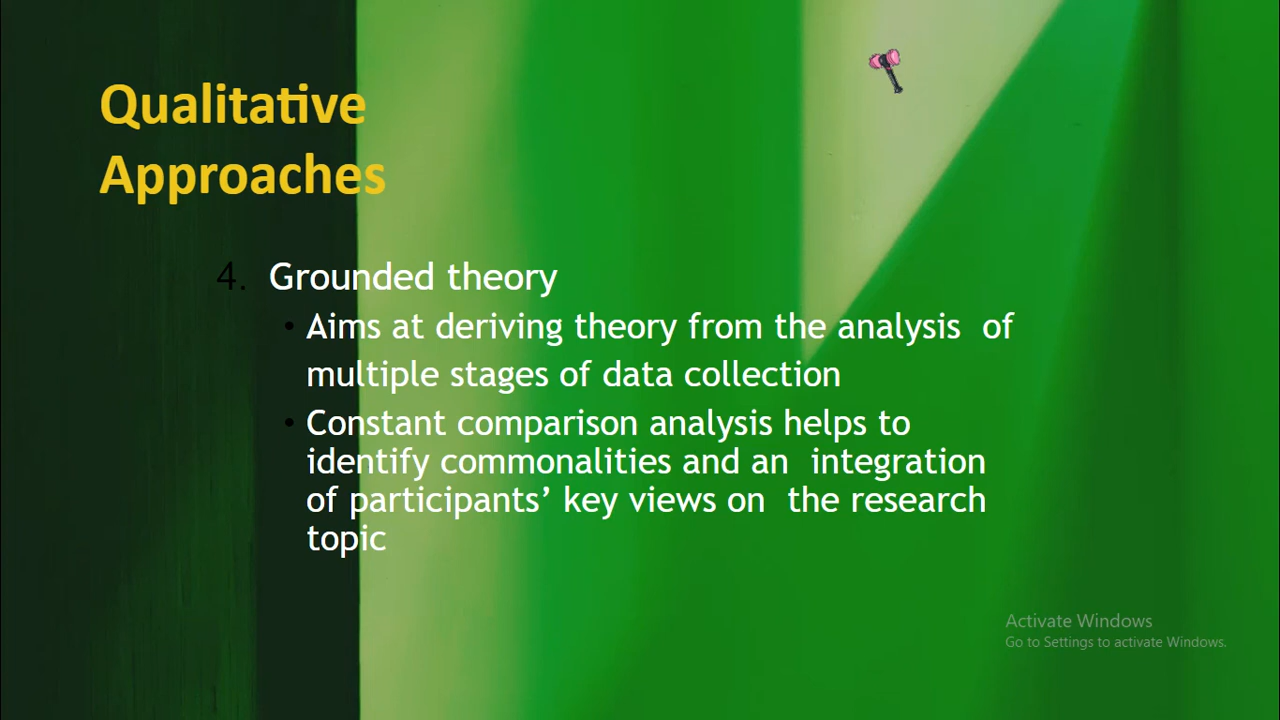 Qualitative
Approaches
4. Grounded theory
• Aims at deriving theory from the analysis  of
multiple stages of data collection
• Constant comparison analysis helps to
identify commonalities and an  integration
of participants’ key views on  the research
topic
Activate Windows
Go to Settings to activate Windows.